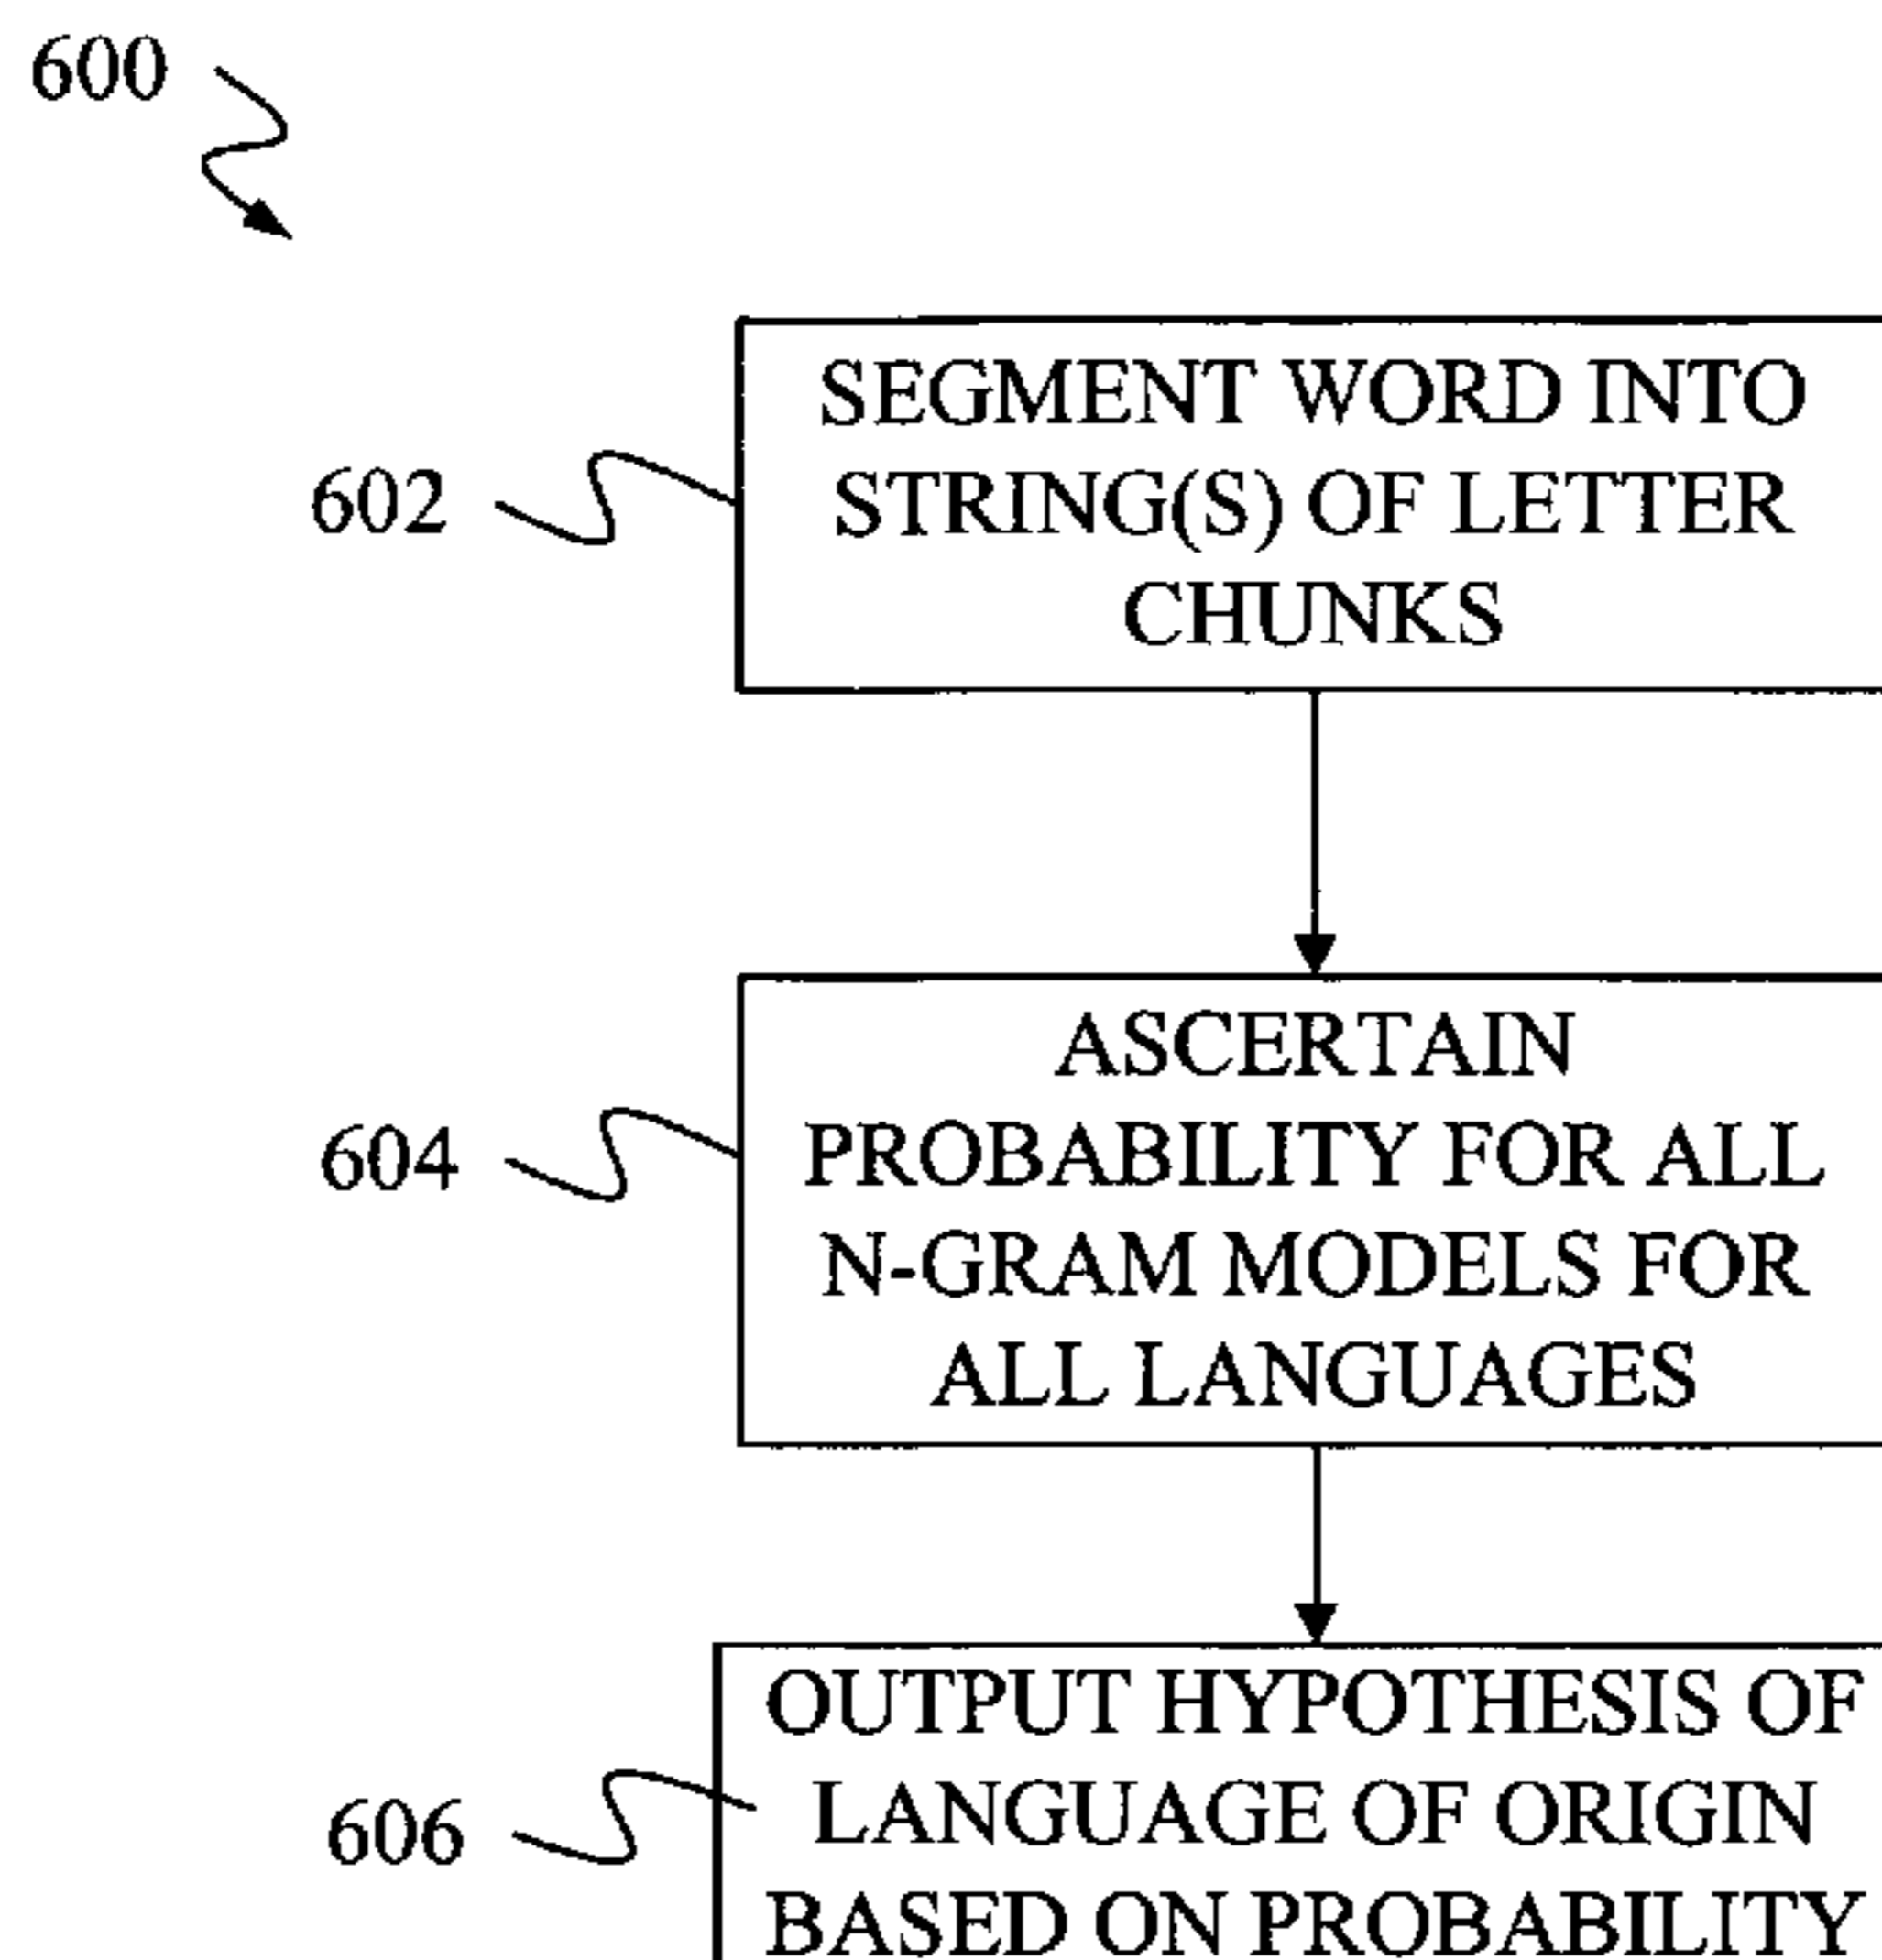 600
SEGMENT WORD INTO
602
STRING(S) OF LETTER
CHUNKS
ASCERTAIN
604
PROBABILITY FOR ALL
N-GRAM MODELS FOR
ALL LANGUAGES
OUTPUT HYPOTHESIS OF
606
LANGUAGE OF ORIGIN
BASED ON PROBABILITY